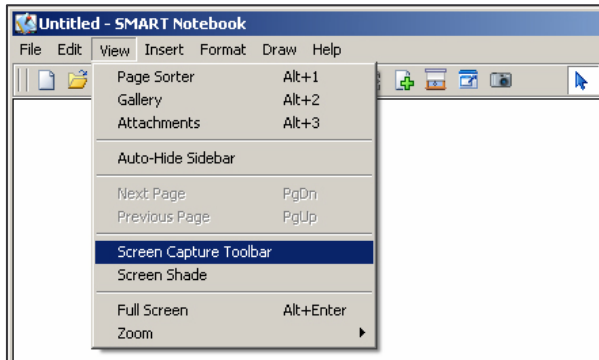 Untitled - SMART Notebook
File Edit View Insert Format Draw Help
Page Sorter Alt+1
Gallery Alt+2
Attachments Alt+3
Auto-Hide Sidebar
Next Page PgDn
Previous Page PgUp
Screen Capture Toolbar
Screen Shade
Full Screen Alt+Enter
Zoom